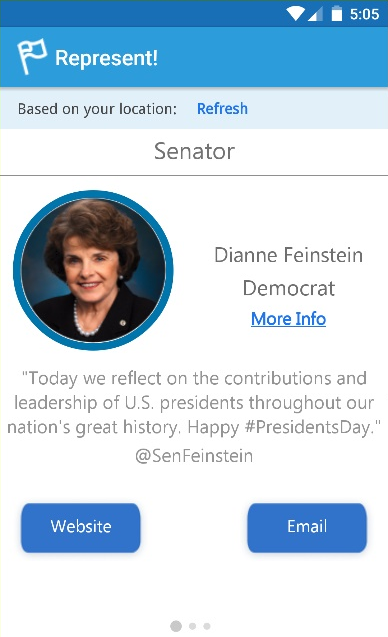 5:05
Represent!
Based on your location: Refresh
Senator
Dianne Feinstein
Democrat
More Info
"Today we reflect on the contributions and
leadership of U.S. presidents throughout our
nation's great history. Happy #PresidentsDay."
@SenFeinstein
Website Email